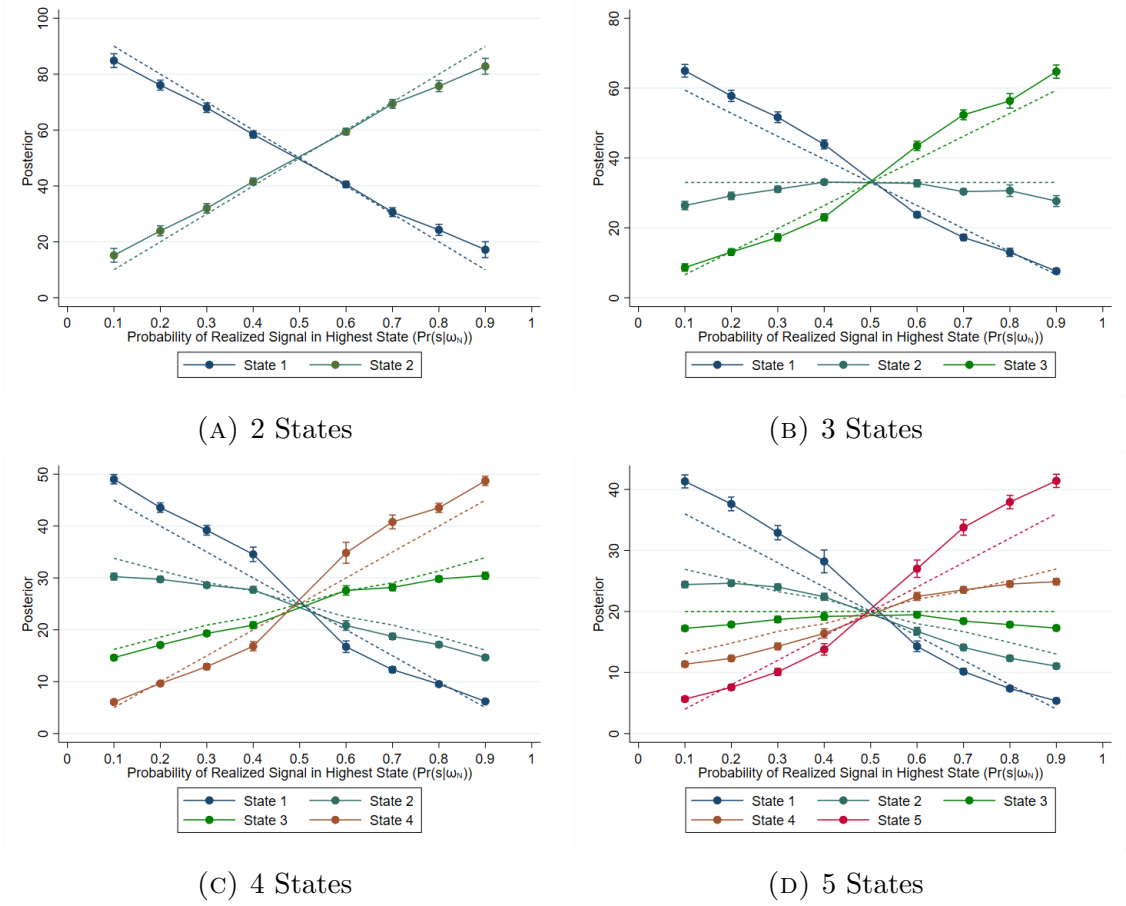 100
80
60
40
20
0
Posterior
0 0.1 0.2 0.3 0.4 0.5 0.6 0.7 0.8 0.9 1
Probability of Realized Signal in Highest State (Pr(s|ωN))
State 1 State 2
(A) 2 States
80
60
40
20
0
Posterior
0 0.1 0.2 0.3 0.4 0.5 0.6 0.7 0.8 0.9 1
Probability of Realized Signal in Highest State (Pr(s|ωN))
State 1 State 2 State 3
(B) 3 States
50
40
30
20
10
0
Posterior
0 0.1 0.2 0.3 0.4 0.5 0.6 0.7 0.8 0.9 1
Probability of Realized Signal in Highest State (Pr(s|ωN))
State 1 State 2
State 3 State 4
(C) 4 States
40
30
20
10
0
Posterior
0 0.1 0.2 0.3 0.4 0.5 0.6 0.7 0.8 0.9 1
Probability of Realized Signal in Highest State (Pr(s|ωN))
State 1 State 2 State 3
State 4 State 5
(D) 5 States